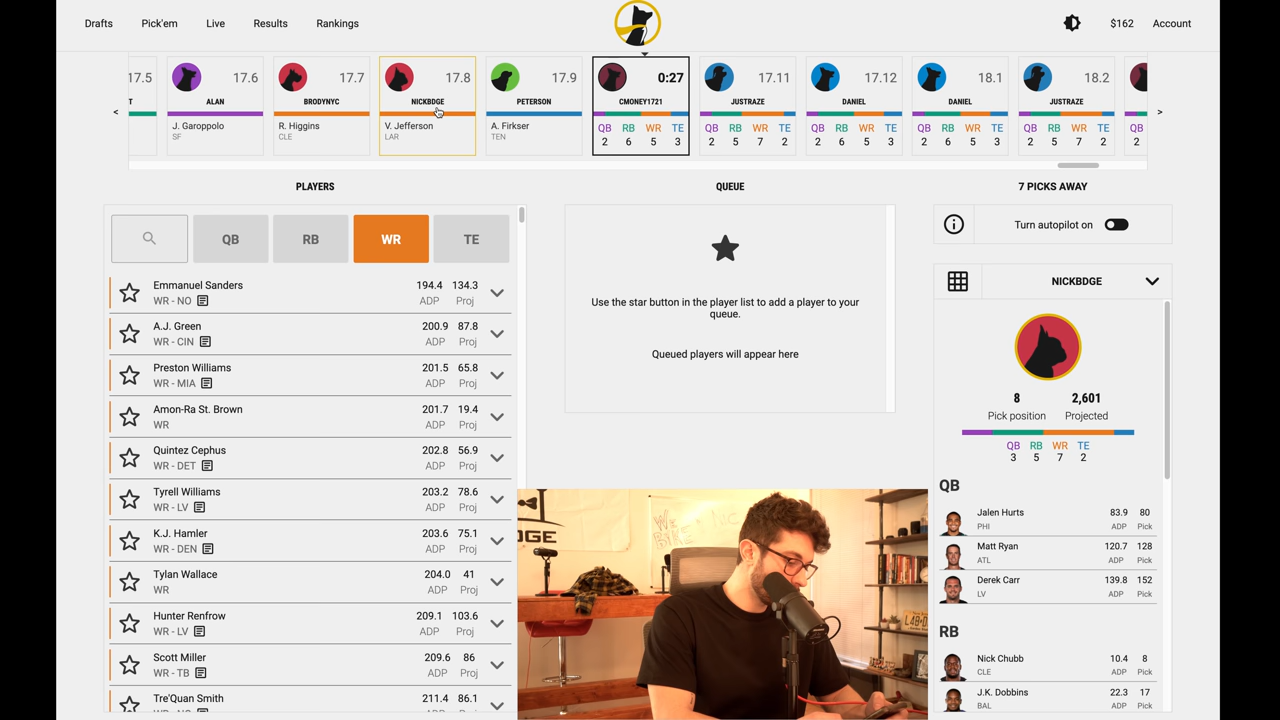 Drafts Pick'em Live Results Rankings $162 Account
17.5 17.6 17.7 17.8 17.9 0:27 17.11 17.12 18.1 18.2
T ALAN BRODYNYC NICKBDGE PETERSON CMONEY1721 JUSTRAZE DANIEL DANIEL JUSTRAZE
J. Garoppolo R. Higgins V. Jefferson A. Firkser QB RB WR TE QB RB WR TE QB RB WR TE QB RB WR TE QB RB WR TE QB
SF CLE LAR TEN 2 6 5 3 2 5 7 2 2 6 5 3 2 6 5 3 2 5 7 2 2
< >
PLAYERS QUEUE 7 PICKS AWAY
QB RB WR TE
Turn autopilot on
NICKBDGE
Emmanuel Sanders 194.4 134.3
WR - NO ADP Proj
A.J. Green 200.9 87.8
WR - CIN ADP Proj
Preston Williams 201.5 65.8
WR - MIA ADP Proj
Amon-Ra St. Brown 201.7 19.4
WR ADP Proj
Quintez Cephus 202.8 56.9
WR - DET ADP Proj
Tyrell Williams 203.2 78.6
WR - LV ADP Proj
K.J. Hamler 203.6 75.1
WR - DEN ADP Proj
Tylan Wallace 204.0 41
WR ADP Proj
Hunter Renfrow 209.1 103.6
WR - LV ADP Proj
Scott Miller 209.6 86
WR - TB ADP Proj
Tre'Quan Smith 211.4 86.1
Use the star button in the player list to add a player to your
queue.
Queued players will appear here
8 2,601
Pick position Projected
QB RB WR TE
3 5 7 2
QB
Jalen Hurts 83.9 80
PHI ADP Pick
Matt Ryan 120.7 128
ATL ADP Pick
Derek Carr 139.8 152
LV ADP Pick
RB
Nick Chubb 10.4 8
CLE ADP Pick
J.K. Dobbins 22.3 17
BAL ADP Pick